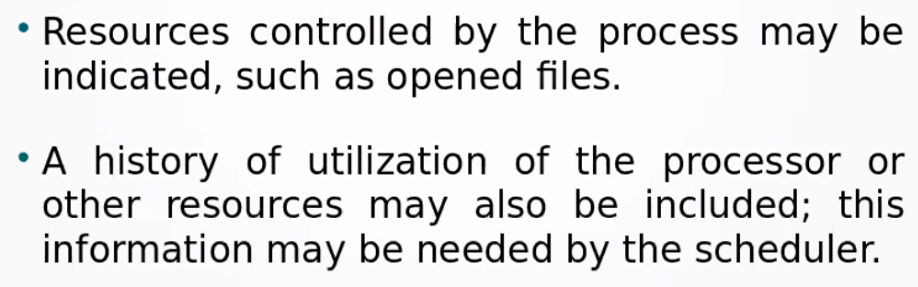 • Resources controlled by the process may be
indicated, such as opened files.
• A history of utilization of the processor or
other resources may also be included; this
information may be needed by the scheduler.